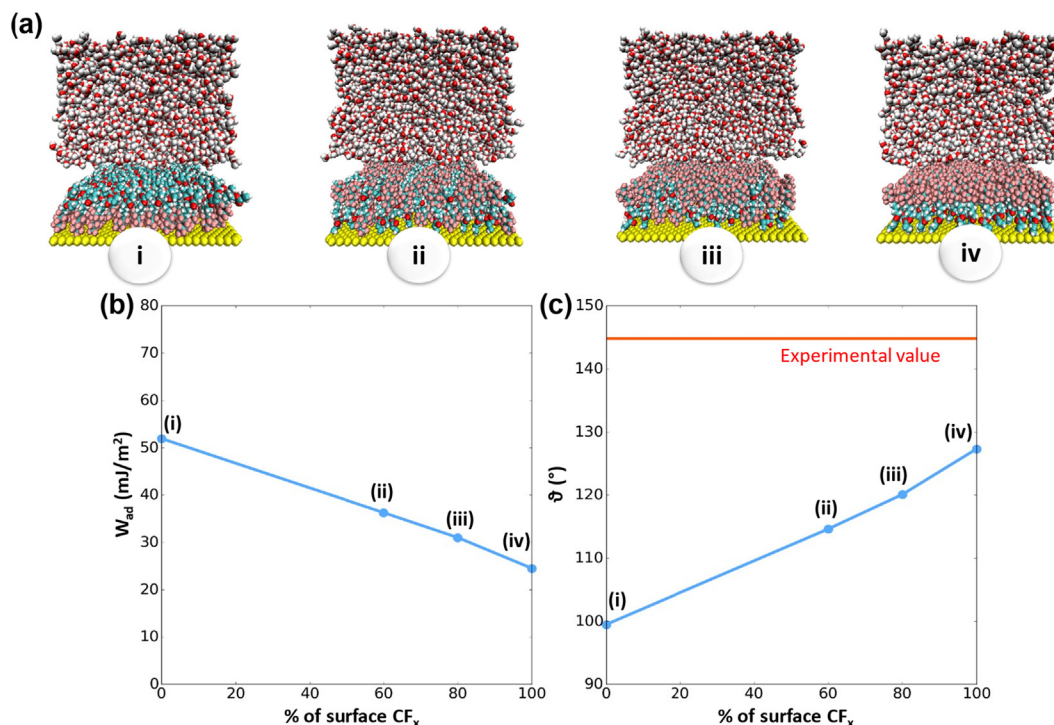 (a)
i
ii
iii
iv
(b)
80
70
60
50
40
30
20
10
0
W_ad (mJ/m²)
(i)
(ii)
(iii)
(iv)
0
20
40
60
80
100
% of surface CFₓ
(c)
150
140
130
120
110
100
90
ϑ (°)
Experimental value
(i)
(ii)
(iii)
(iv)
0
20
40
60
80
100
% of surface CFₓ